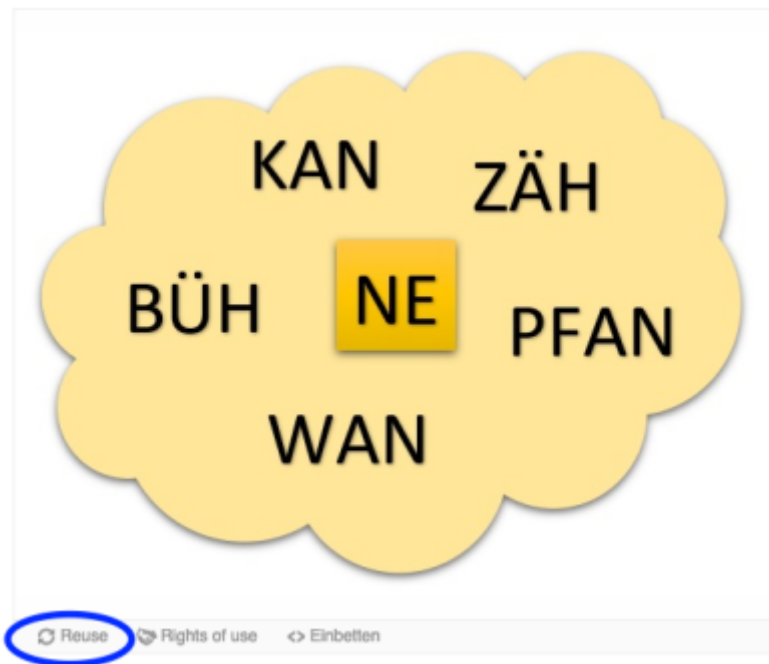 KAN
ZÄH
BÜH
NE
PFAN
WAN
Reuse Rights of use <> Einbetten